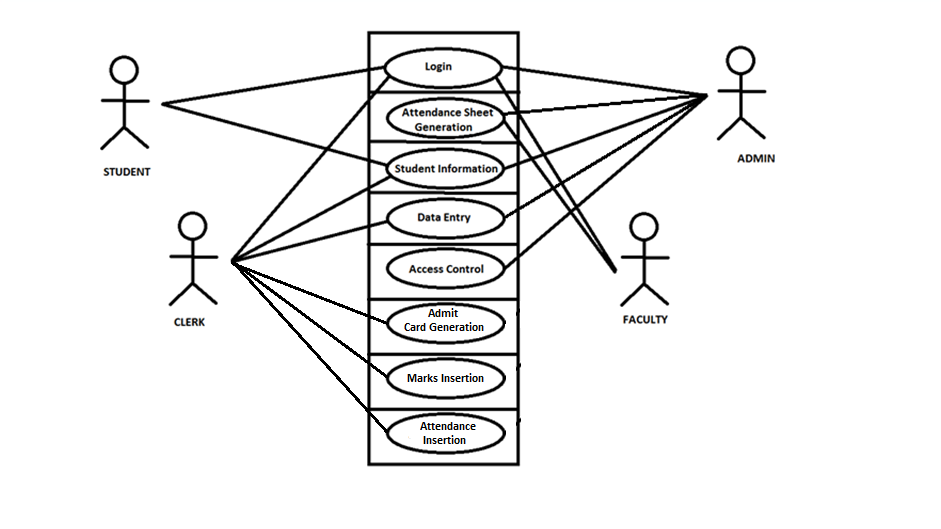 Login
Attendance Sheet
Generation
Student Information
Data Entry
Access Control
Admit
Card Generation
Marks Insertion
Attendance
Insertion
STUDENT
CLERK
ADMIN
FACULTY